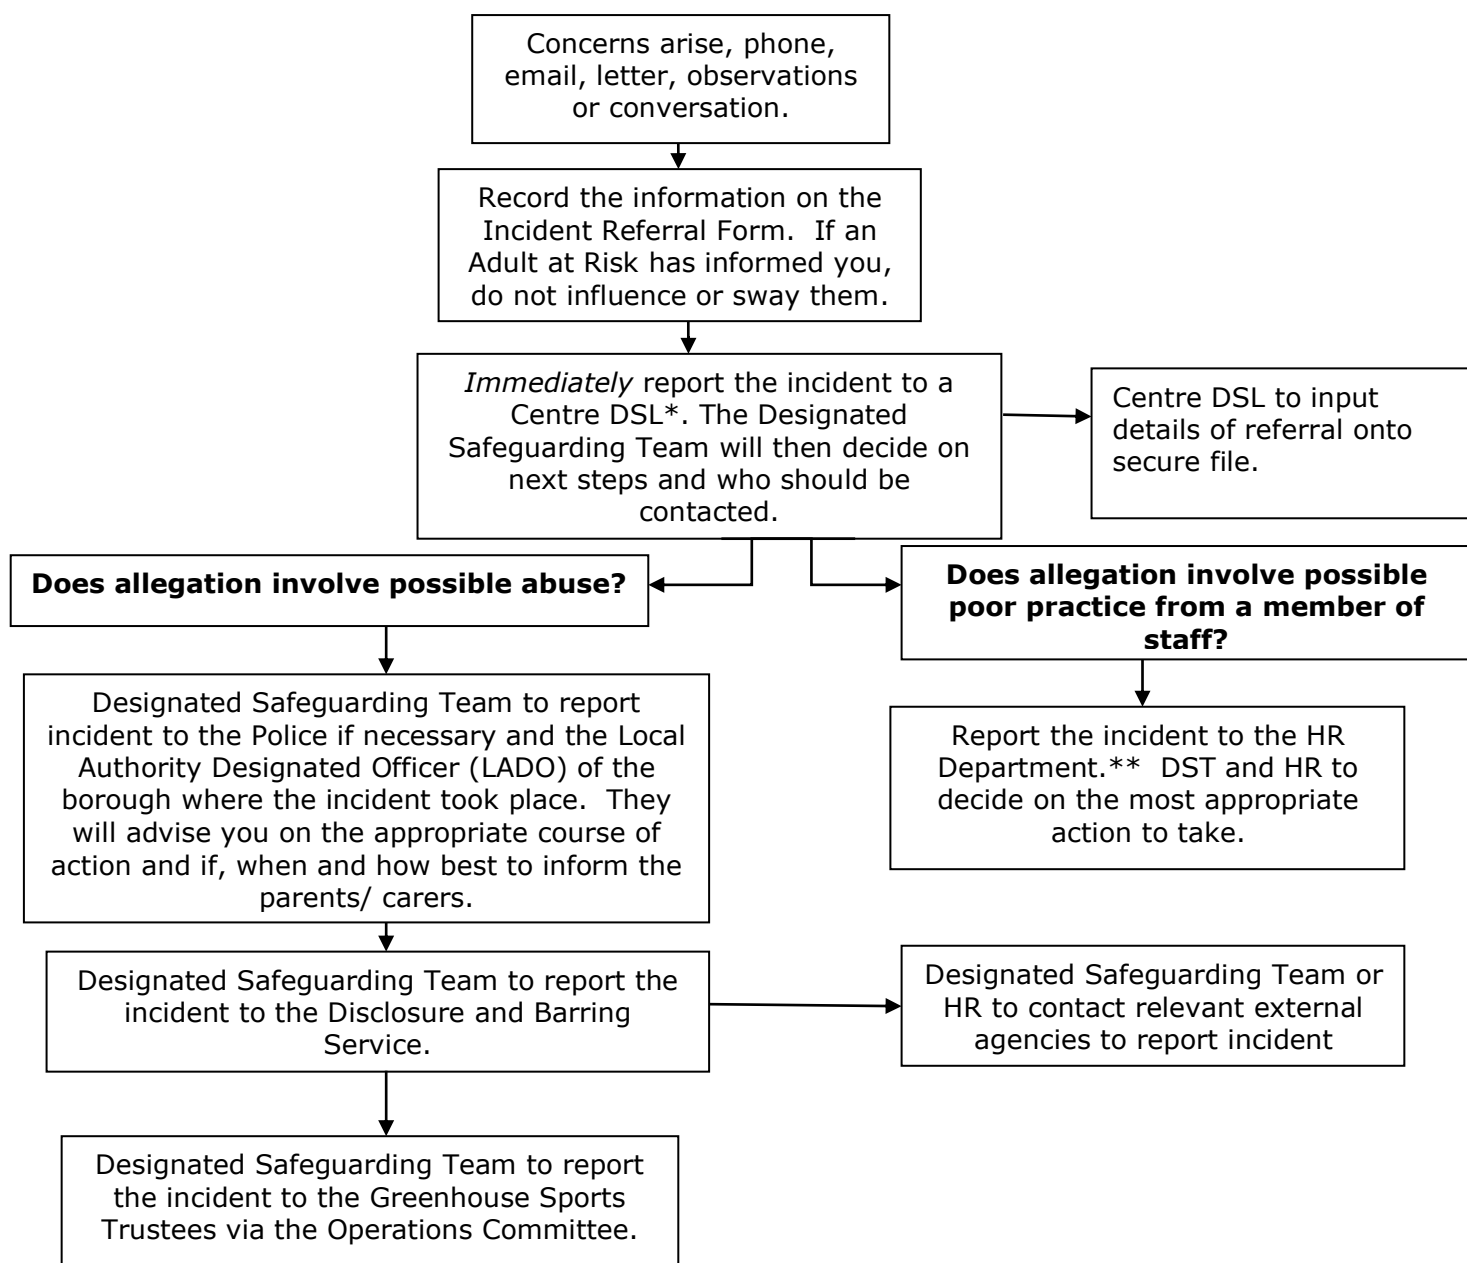 Concerns arise, phone,
email, letter, observations
or conversation.
Record the information on the
Incident Referral Form.  If an
Adult at Risk has informed you,
do not influence or sway them.
Immediately report the incident to a
Centre DSL*. The Designated
Safeguarding Team will then decide on
next steps and who should be
contacted.
Centre DSL to input
details of referral onto
secure file.
Does allegation involve possible abuse?
Does allegation involve possible
poor practice from a member of
staff?
Designated Safeguarding Team to report
incident to the Police if necessary and the Local
Authority Designated Officer (LADO) of the
borough where the incident took place.  They
will advise you on the appropriate course of
action and if, when and how best to inform the
parents/ carers.
Report the incident to the HR
Department.**  DST and HR to
decide on the most appropriate
action to take.
Designated Safeguarding Team to report the
incident to the Disclosure and Barring
Service.
Designated Safeguarding Team or
HR to contact relevant external
agencies to report incident
Designated Safeguarding Team to report
the incident to the Greenhouse Sports
Trustees via the Operations Committee.